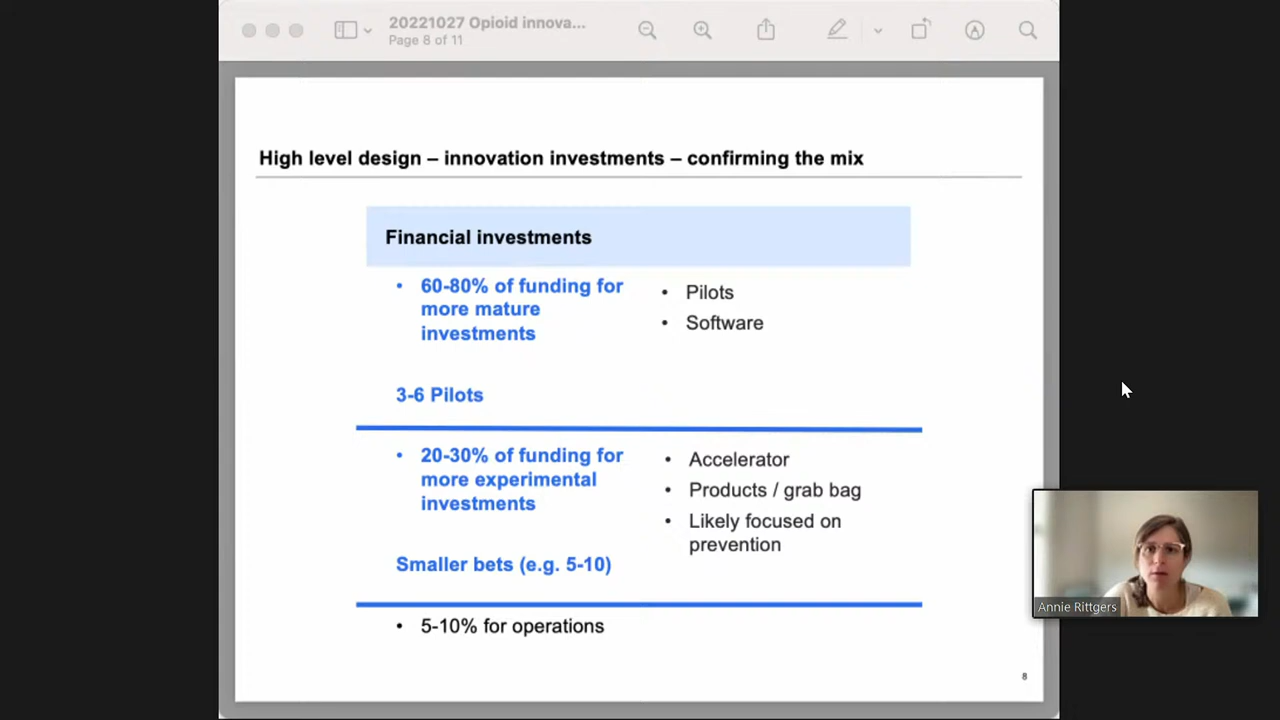 20221027 Opioid innova...
Page 8 of 11
High level design – innovation investments – confirming the mix
Financial investments
• 60-80% of funding for
more mature
investments
• Pilots
• Software
3-6 Pilots
• 20-30% of funding for
more experimental
investments
• Accelerator
• Products / grab bag
• Likely focused on
prevention
Smaller bets (e.g. 5-10)
• 5-10% for operations
8
Annie Rittgers